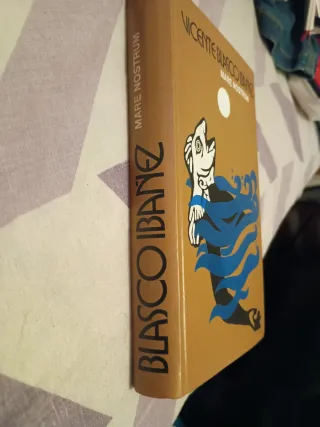 VICENTE BLASCO IBAÑEZ
MARE NOSTRUM
BLASCO IBAÑEZ
MARE NOSTRUM